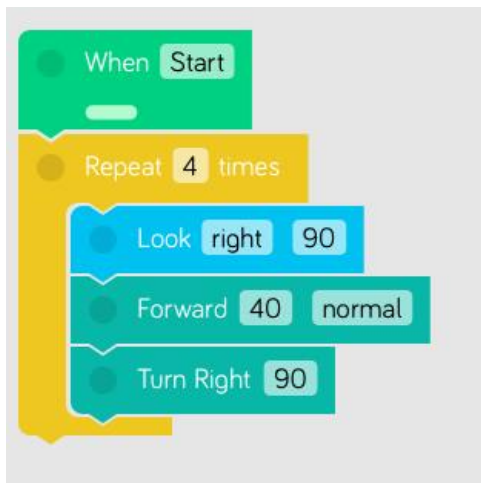 When Start
Repeat 4 times
Look right 90
Forward 40 normal
Turn Right 90